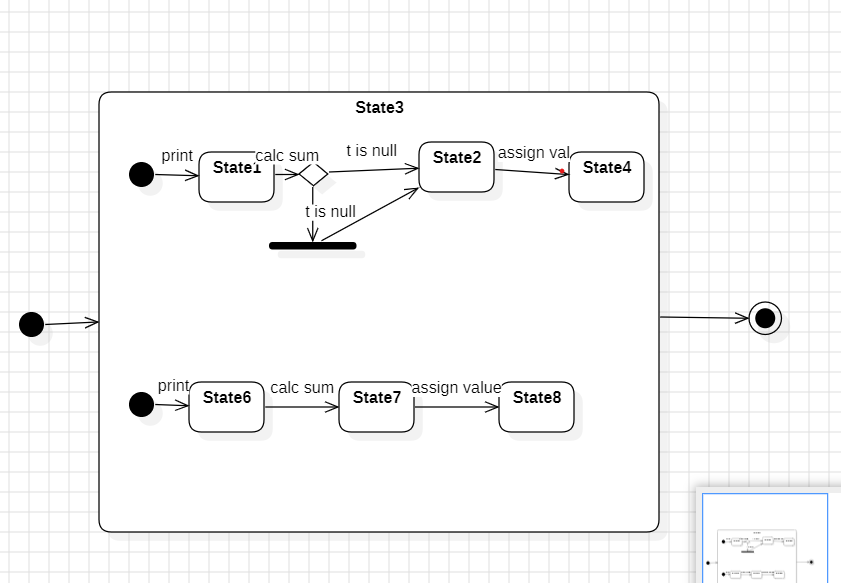 State3
print
State1
calc sum
t is null
State2
assign val
State4
t is null
print
State6
calc sum
State7
assign value
State8